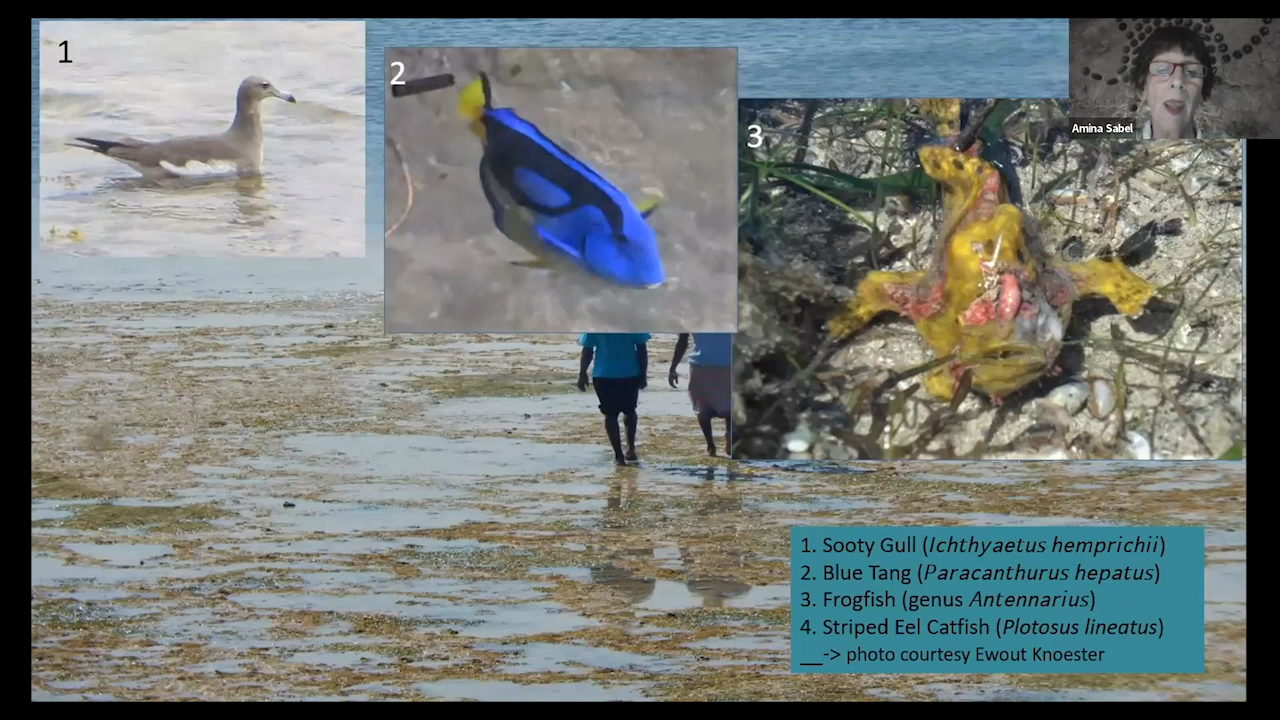 1
2
3
Amina Sabel
1. Sooty Gull (Ichthyaetus hemprichii)
2. Blue Tang (Paracanthurus hepatus)
3. Frogfish (genus Antennarius)
4. Striped Eel Catfish (Plotosus lineatus)
__-> photo courtesy Ewout Knoester